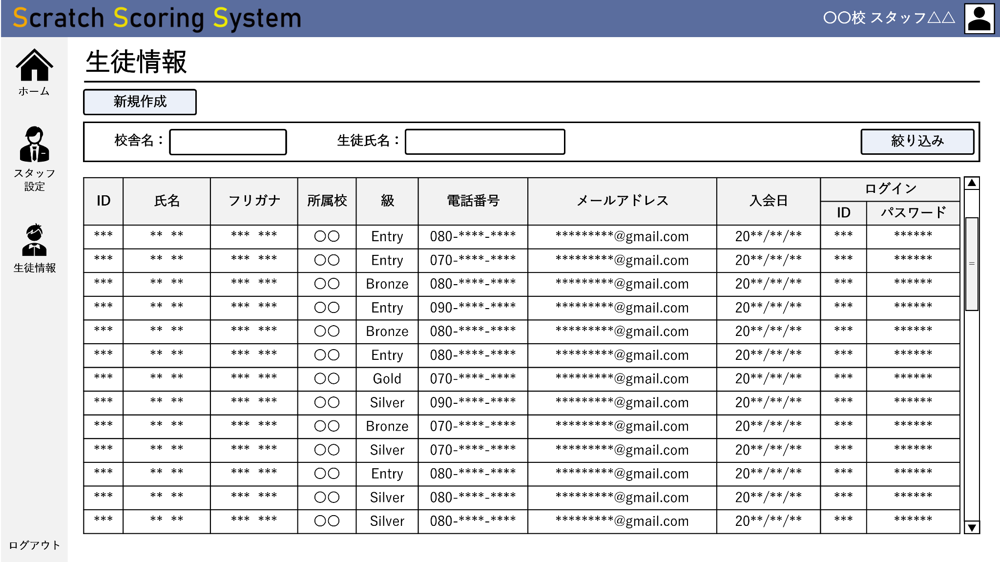 Scratch Scoring System
〇〇校 スタッフ△△
ホーム
スタッフ
設定
生徒情報
ログアウト
生徒情報
新規作成
校舎名： 生徒氏名： 絞り込み
ID 氏名 フリガナ 所属校 級 電話番号 メールアドレス 入会日 ログイン
ID パスワード
*** ** ** *** *** 〇〇 Entry 080-****-**** *********@gmail.com 20**/**/** *** ******
*** ** ** *** *** 〇〇 Entry 070-****-**** *********@gmail.com 20**/**/** *** ******
*** ** ** *** *** 〇〇 Bronze 080-****-**** *********@gmail.com 20**/**/** *** ******
*** ** ** *** *** 〇〇 Entry 090-****-**** *********@gmail.com 20**/**/** *** ******
*** ** ** *** *** 〇〇 Bronze 080-****-**** *********@gmail.com 20**/**/** *** ******
*** ** ** *** *** 〇〇 Entry 080-****-**** *********@gmail.com 20**/**/** *** ******
*** ** ** *** *** 〇〇 Gold 070-****-**** *********@gmail.com 20**/**/** *** ******
*** ** ** *** *** 〇〇 Silver 090-****-**** *********@gmail.com 20**/**/** *** ******
*** ** ** *** *** 〇〇 Bronze 070-****-**** *********@gmail.com 20**/**/** *** ******
*** ** ** *** *** 〇〇 Silver 070-****-**** *********@gmail.com 20**/**/** *** ******
*** ** ** *** *** 〇〇 Entry 080-****-**** *********@gmail.com 20**/**/** *** ******
*** ** ** *** *** 〇〇 Silver 080-****-**** *********@gmail.com 20**/**/** *** ******
*** ** ** *** *** 〇〇 Silver 080-****-**** *********@gmail.com 20**/**/** *** ******